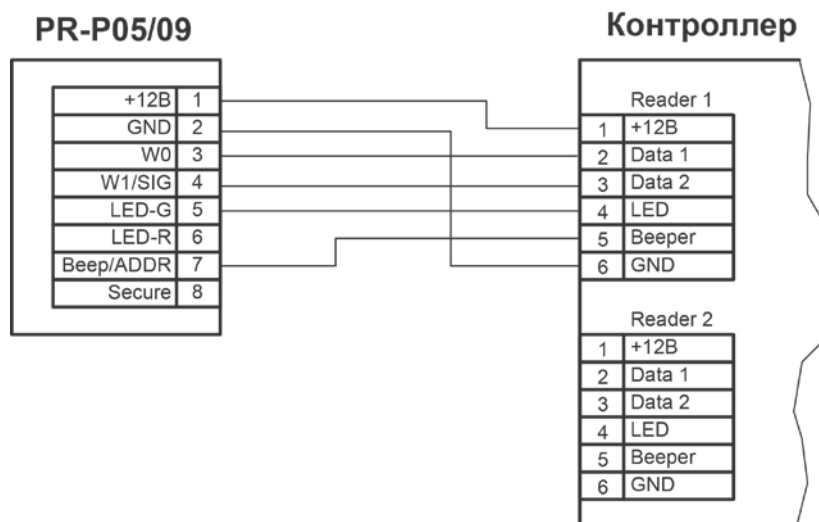 PR-P05/09
+12В 1
GND 2
W0 3
W1/SIG 4
LED-G 5
LED-R 6
Beep/ADDR 7
Secure 8
Контроллер
Reader 1
1 +12В
2 Data 1
3 Data 2
4 LED
5 Beeper
6 GND
Reader 2
1 +12В
2 Data 1
3 Data 2
4 LED
5 Beeper
6 GND